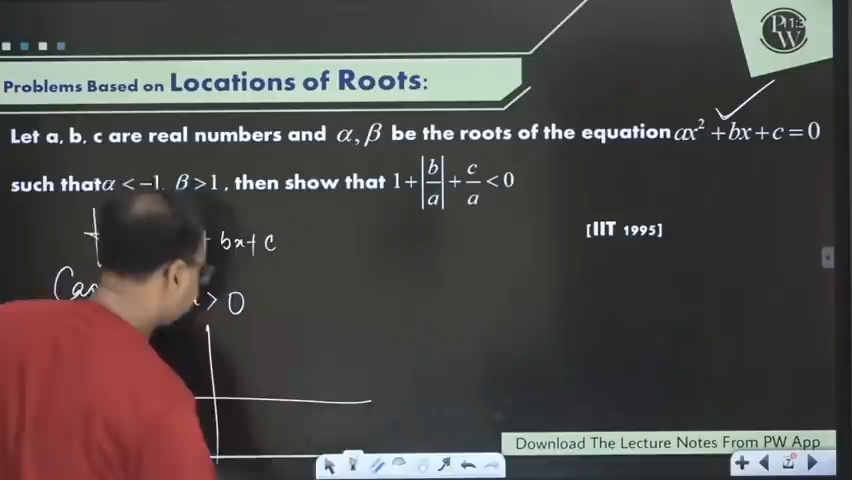 PW
Problems Based on Locations of Roots:
Let a, b, c are real numbers and α, β be the roots of the equation ax² + bx + c = 0
such that α < −1, β > 1, then show that 1 + |b/a| + c/a < 0
[IIT 1995]
+ bx + c
> 0
Download The Lecture Notes From PW App